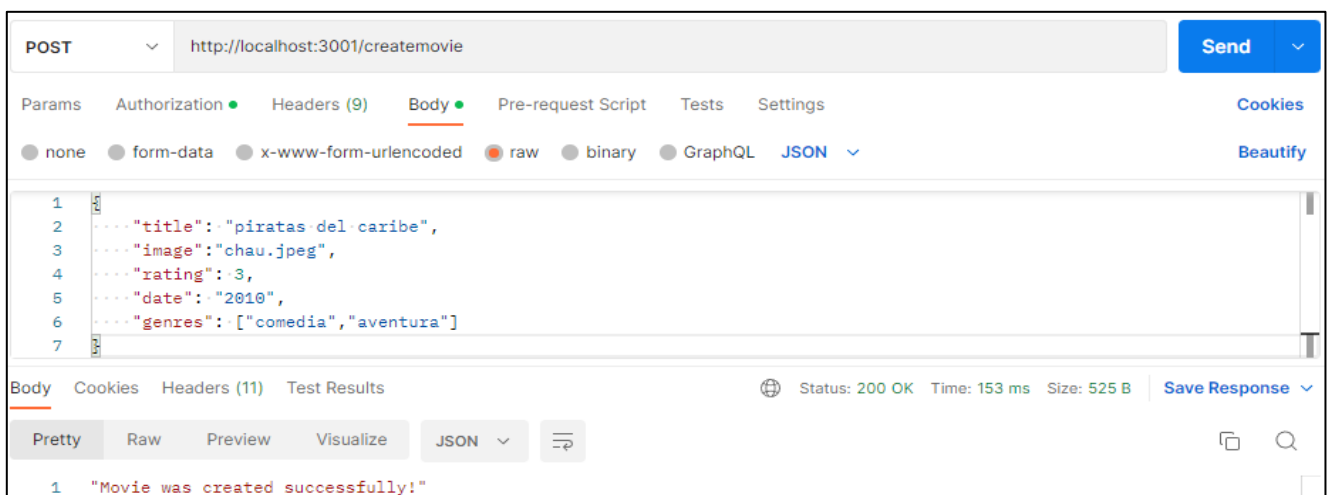 POST http://localhost:3001/createmovie Send
Params Authorization Headers (9) Body Pre-request Script Tests Settings Cookies
none form-data x-www-form-urlencoded raw binary GraphQL JSON Beautify
1 {
2 "title": "piratas del caribe",
3 "image":"chau.jpeg",
4 "rating": 3,
5 "date": "2010",
6 "genres": ["comedia","aventura"]
7 }
Body Cookies Headers (11) Test Results Status: 200 OK Time: 153 ms Size: 525 B Save Response
Pretty Raw Preview Visualize JSON
1 "Movie was created successfully!"